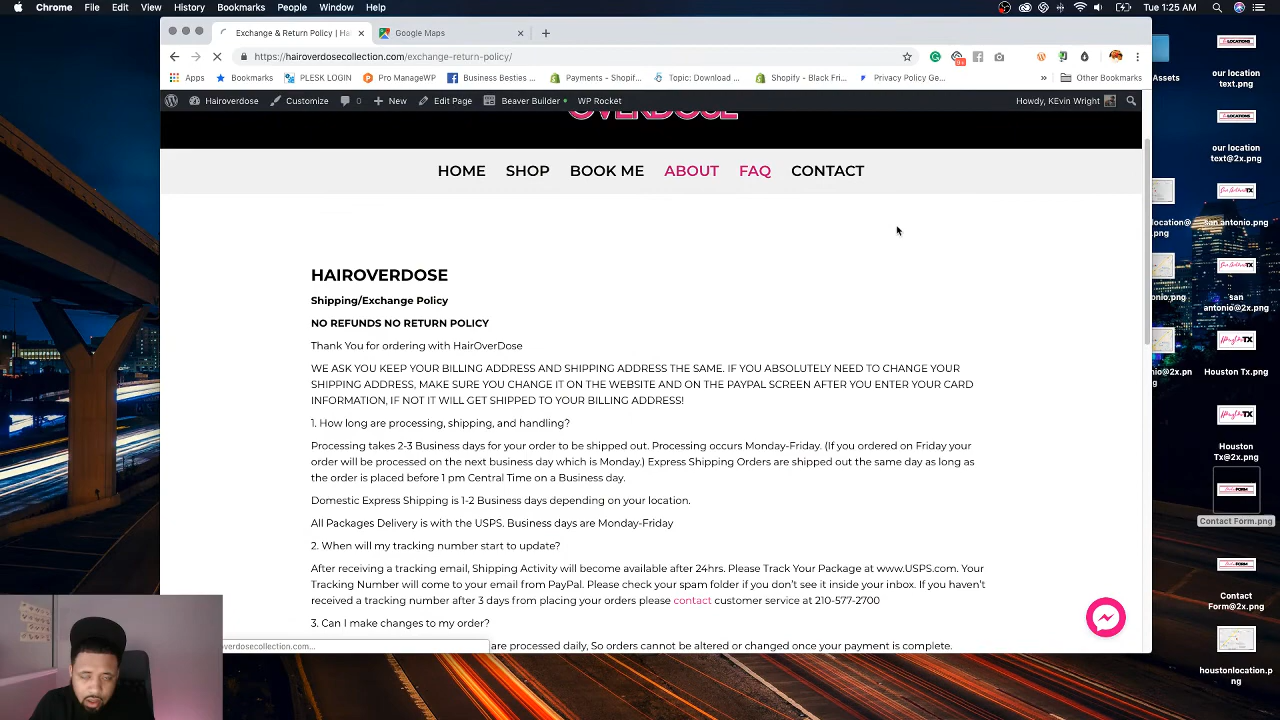 Chrome File Edit View History Bookmarks People Window Help
Exchange & Return Policy | Ha
Google Maps
https://hairoverdosecollection.com/exchange-return-policy/
Apps Bookmarks PLESK LOGIN Pro ManageWP Business Besties ... Payments - Shopif... Topic: Download ... Shopify - Black Fri... Privacy Policy Ge... » Other Bookmarks
Assets
Hairoverdose Customize 0 New Edit Page Beaver Builder WP Rocket Howdy, KEvin Wright
OVERDOSE
HOME SHOP BOOK ME ABOUT FAQ CONTACT
HAIROVERDOSE
Shipping/Exchange Policy
NO REFUNDS NO RETURN POLICY
Thank You for ordering with HairOverDose
WE ASK YOU KEEP YOUR BILLING ADDRESS AND SHIPPING ADDRESS THE SAME. IF YOU ABSOLUTELY NEED TO CHANGE YOUR
SHIPPING ADDRESS, MAKE SURE YOU CHANGE IT ON THE WEBSITE AND ON THE PAYPAL SCREEN AFTER YOU ENTER YOUR CARD
INFORMATION, IF NOT IT WILL GET SHIPPED TO YOUR BILLING ADDRESS!
1. How long are processing, shipping, and handling?
Processing takes 2-3 Business days for your order to be shipped out. Processing occurs Monday-Friday. (If you ordered on Friday your
order will be processed on the next business day which is Monday.) Express Shipping Orders are shipped out the same day as long as
the order is placed before 1 pm Central Time on a Business day.
Domestic Express Shipping is 1-2 Business days depending on your location.
All Packages Delivery is with the USPS. Business days are Monday-Friday
2. When will my tracking number start to update?
After receiving a tracking email, Shipping info will become available after 24hrs. Please Track Your Package at www.USPS.com. Your
Tracking Number will come to your email from PayPal. Please check your spam folder if you don't see it inside your inbox. If you haven't
received a tracking number after 3 days from placing your orders please contact customer service at 210-577-2700
3. Can I make changes to my order?
are processed daily, So orders cannot be altered or changed once your payment is complete.
overdosecollection.com...
our location
text.png
our location
text@2x.png
san antonio.png
san
antonio@2x.png
Houston Tx.png
Houston
Tx@2x.png
Contact Form.png
Contact
Form@2x.png
houstonlocation.p
ng